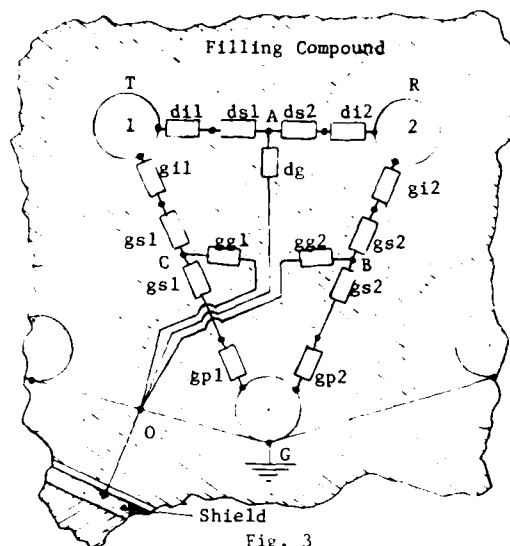 Filling Compound
T R
A
di1 ds1 ds2 di2
1 2
dg
gi1 gi2
gs1 gg1 gg2 gs2
C B
gs1 gs2
gp1 gp2
O
G
Shield
Fig. 3